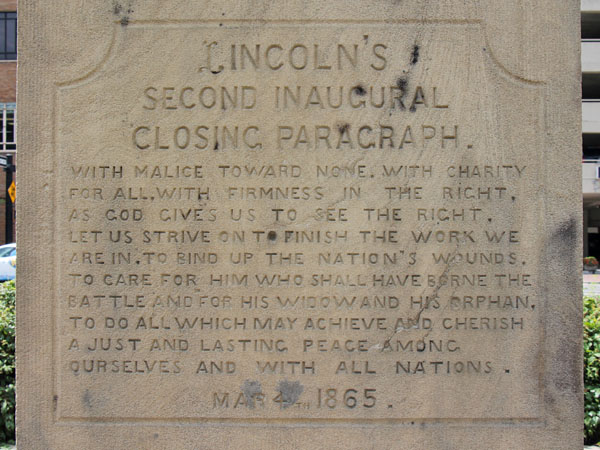 LINCOLN'S
SECOND INAUGURAL
CLOSING PARAGRAPH.
WITH MALICE TOWARD NONE. WITH CHARITY
FOR ALL. WITH FIRMNESS IN THE RIGHT,
AS GOD GIVES US TO SEE THE RIGHT,
LET US STRIVE ON TO FINISH THE WORK WE
ARE IN. TO BIND UP THE NATION'S WOUNDS.
TO CARE FOR HIM WHO SHALL HAVE BORNE THE
BATTLE AND FOR HIS WIDOW AND HIS ORPHAN,
TO DO ALL WHICH MAY ACHIEVE AND CHERISH
A JUST AND LASTING PEACE AMONG
OURSELVES AND WITH ALL NATIONS.
MAR 4TH 1865.